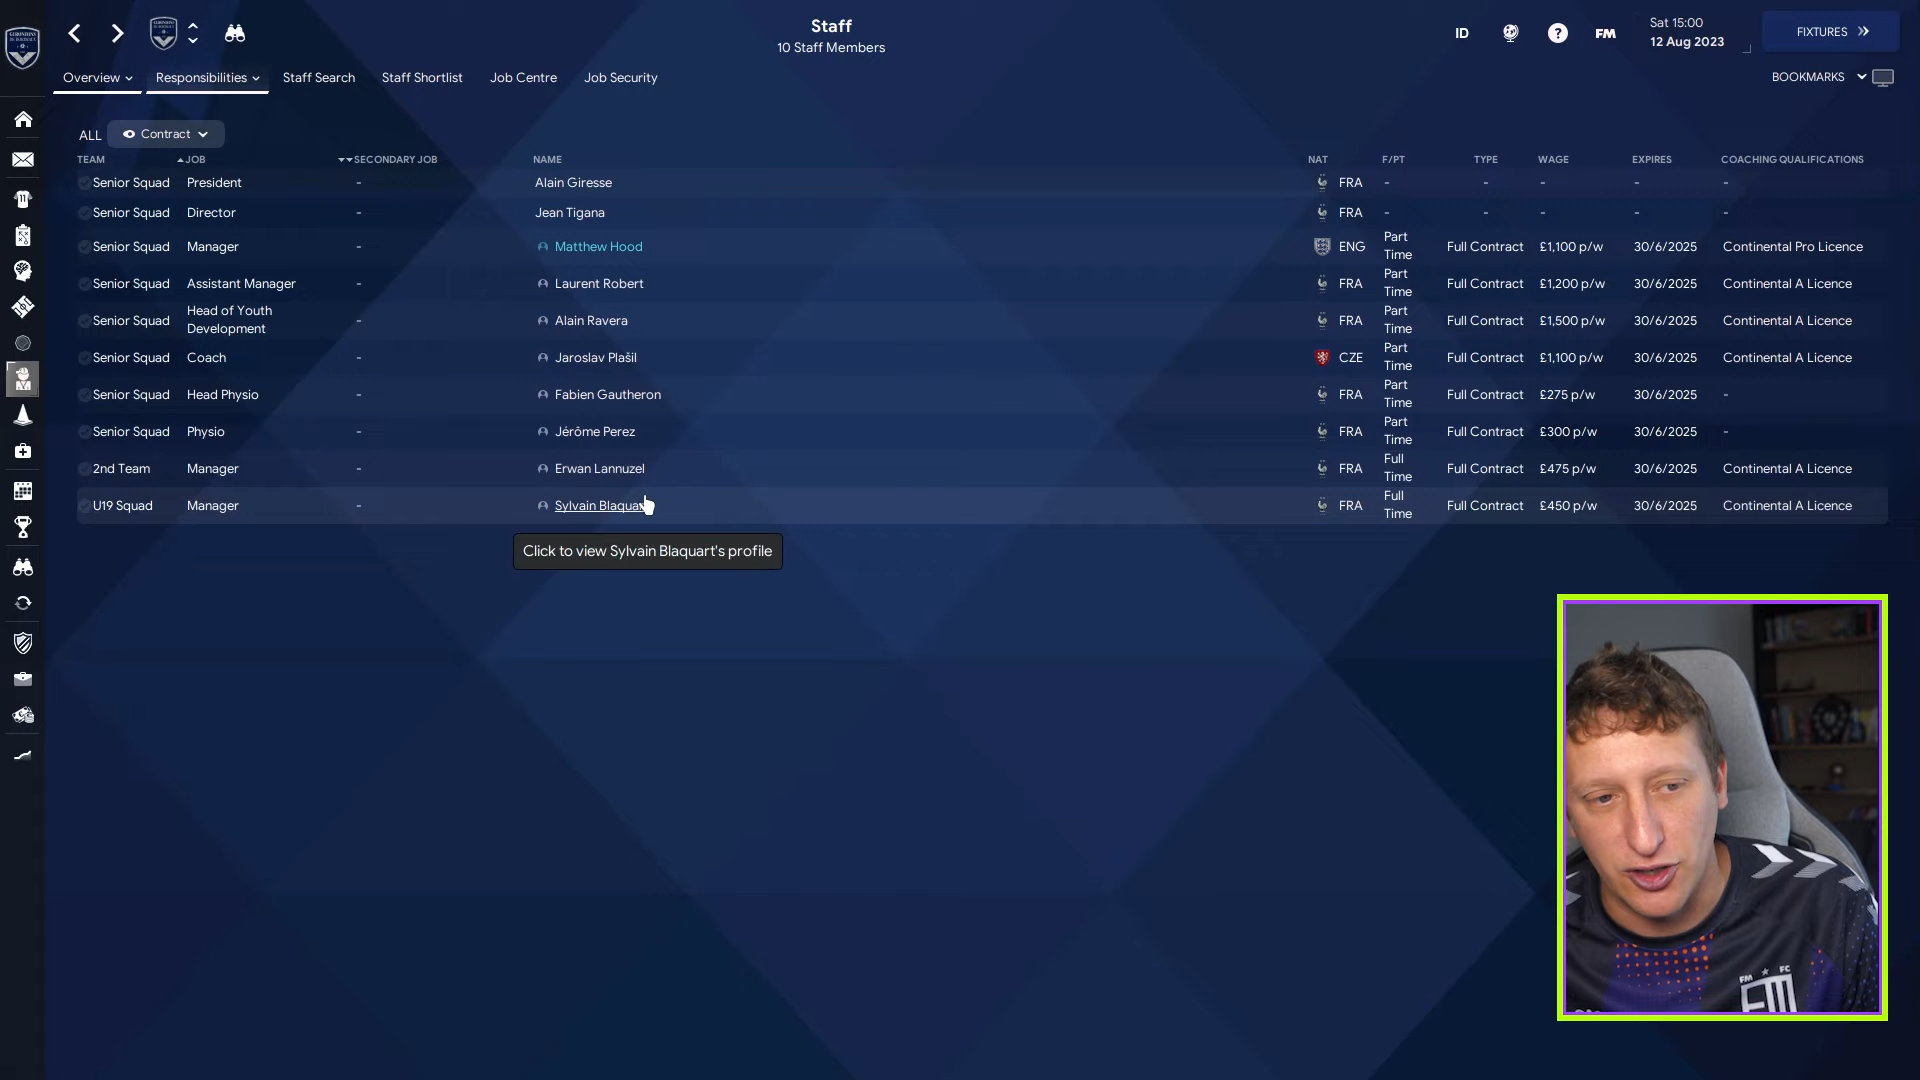 Staff
10 Staff Members
ID
FM
Sat 15:00
12 Aug 2023
FIXTURES
Overview
Responsibilities
Staff Search
Staff Shortlist
Job Centre
Job Security
BOOKMARKS
ALL
Contract
TEAM JOB SECONDARY JOB NAME NAT F/PT TYPE WAGE EXPIRES COACHING QUALIFICATIONS
Senior Squad President - Alain Giresse FRA - - - - -
Senior Squad Director - Jean Tigana FRA - - - - -
Senior Squad Manager - Matthew Hood ENG Part Time Full Contract £1,100 p/w 30/6/2025 Continental Pro Licence
Senior Squad Assistant Manager - Laurent Robert FRA Part Time Full Contract £1,200 p/w 30/6/2025 Continental A Licence
Senior Squad Head of Youth Development - Alain Ravera FRA Part Time Full Contract £1,500 p/w 30/6/2025 Continental A Licence
Senior Squad Coach - Jaroslav Plašil CZE Part Time Full Contract £1,100 p/w 30/6/2025 Continental A Licence
Senior Squad Head Physio - Fabien Gautheron FRA Part Time Full Contract £275 p/w 30/6/2025 -
Senior Squad Physio - Jérôme Perez FRA Part Time Full Contract £300 p/w 30/6/2025 -
2nd Team Manager - Erwan Lannuzel FRA Full Time Full Contract £475 p/w 30/6/2025 Continental A Licence
U19 Squad Manager - Sylvain Blaquart FRA Full Time Full Contract £450 p/w 30/6/2025 Continental A Licence
Click to view Sylvain Blaquart's profile
FM FC